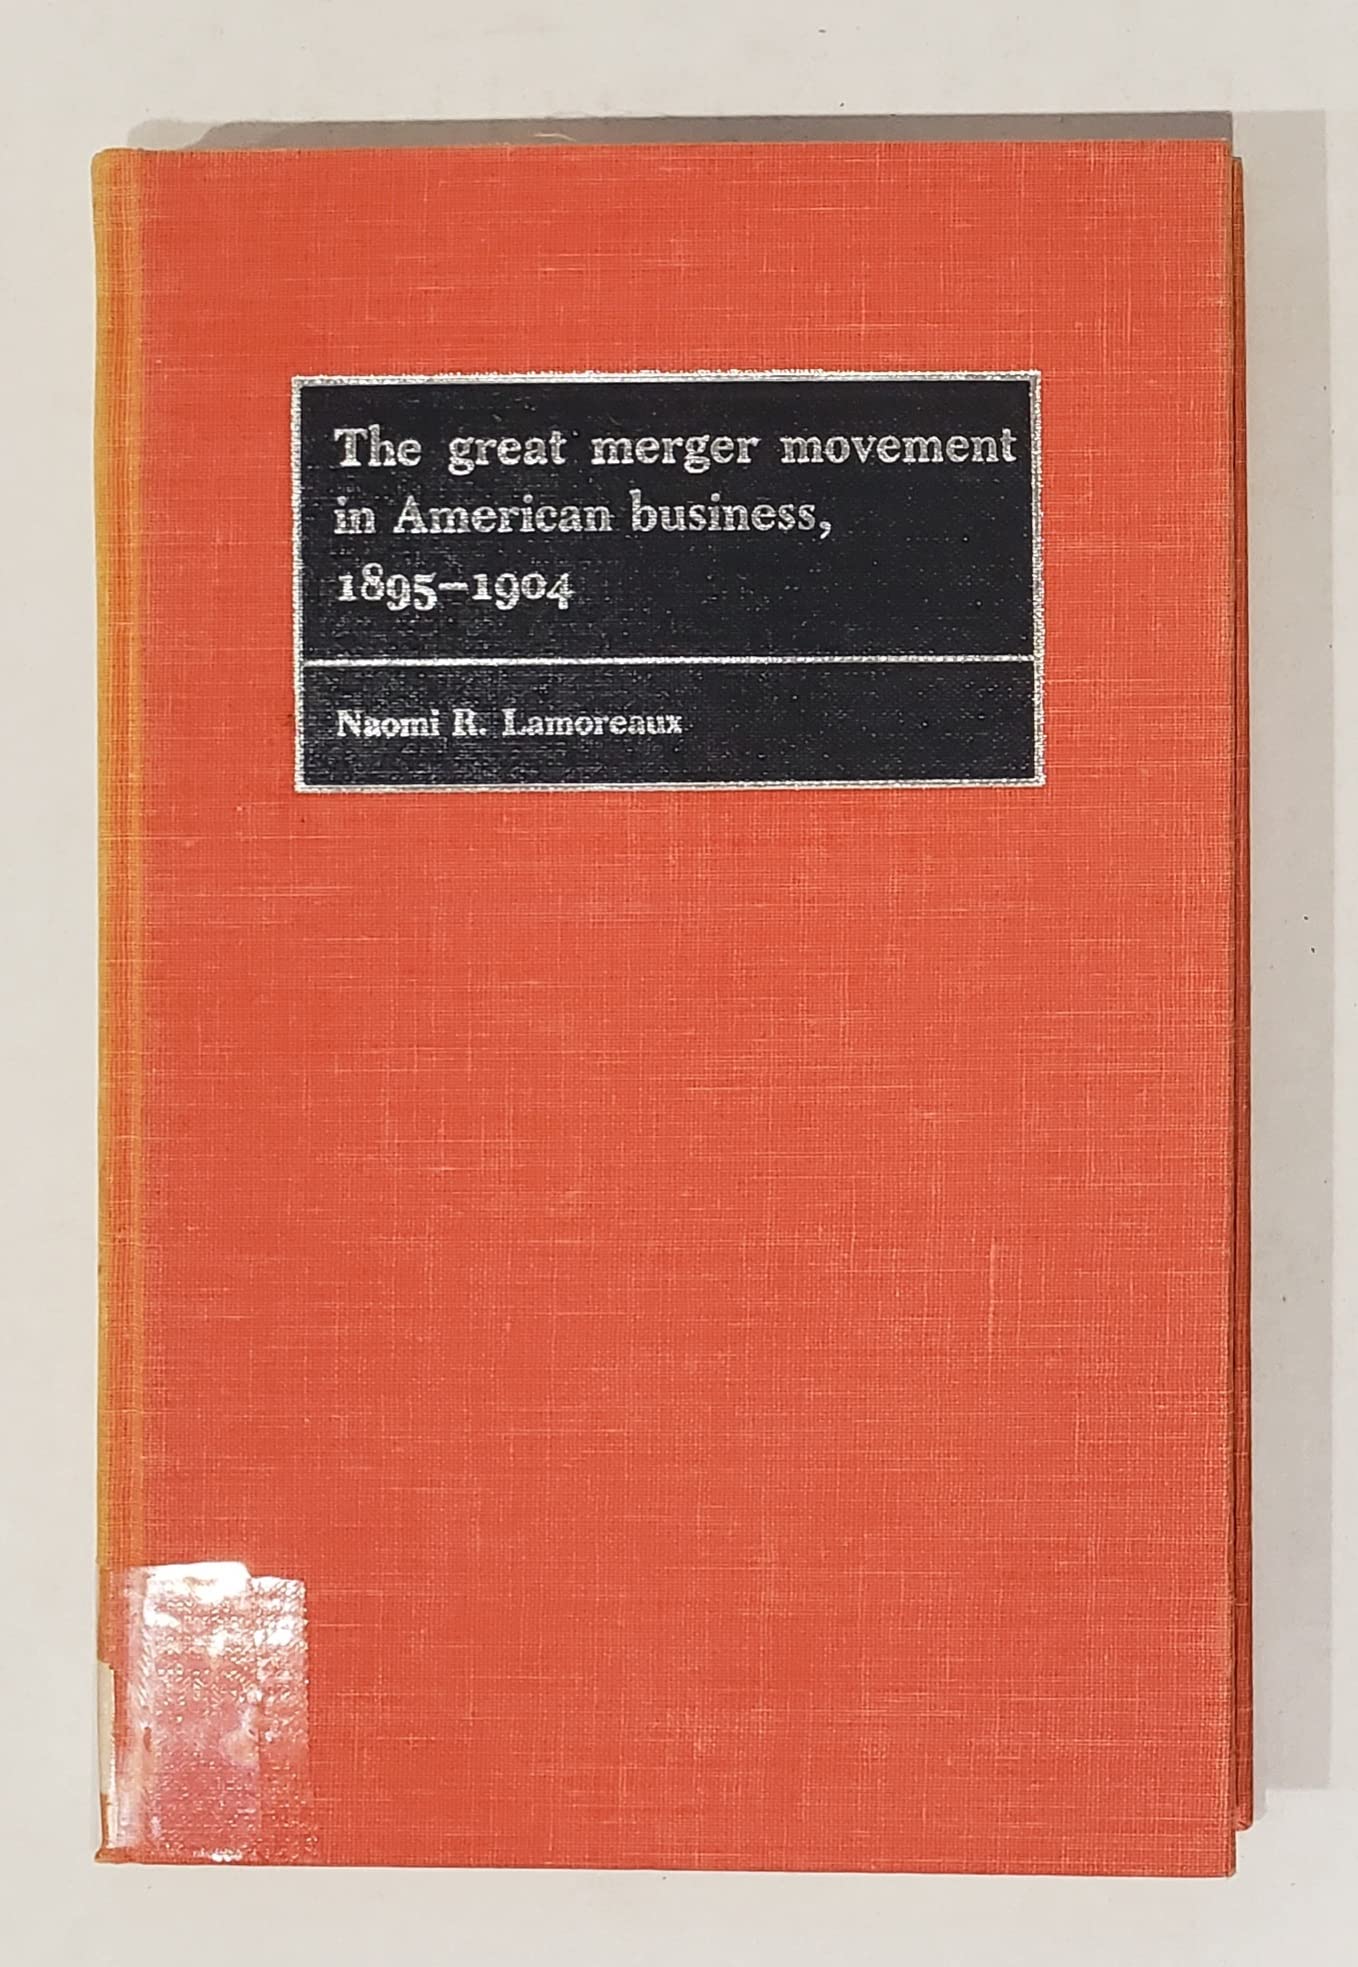 The great merger movement
in American business,
1895–1904
Naomi R. Lamoreaux